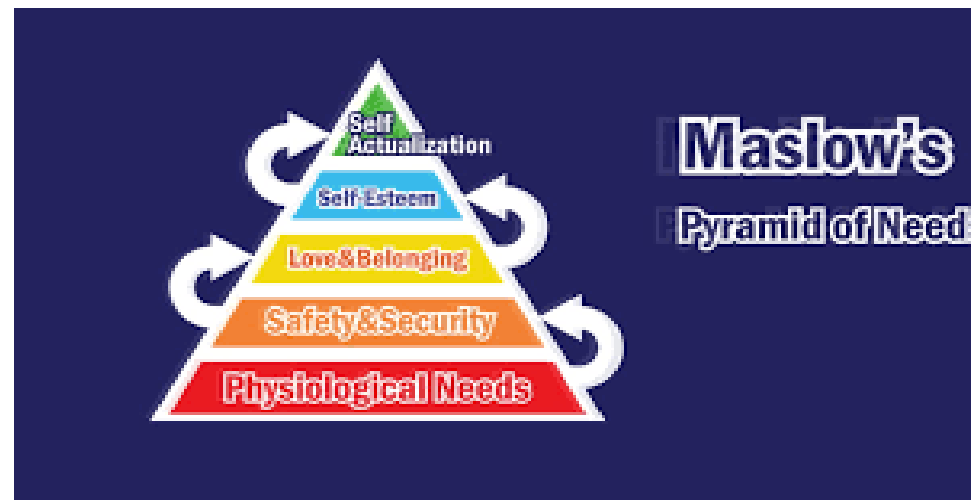 Self
Actualization
Self-Esteem
Love&Belonging
Safety&Security
Physiological Needs
Maslow's
Pyramid of Need